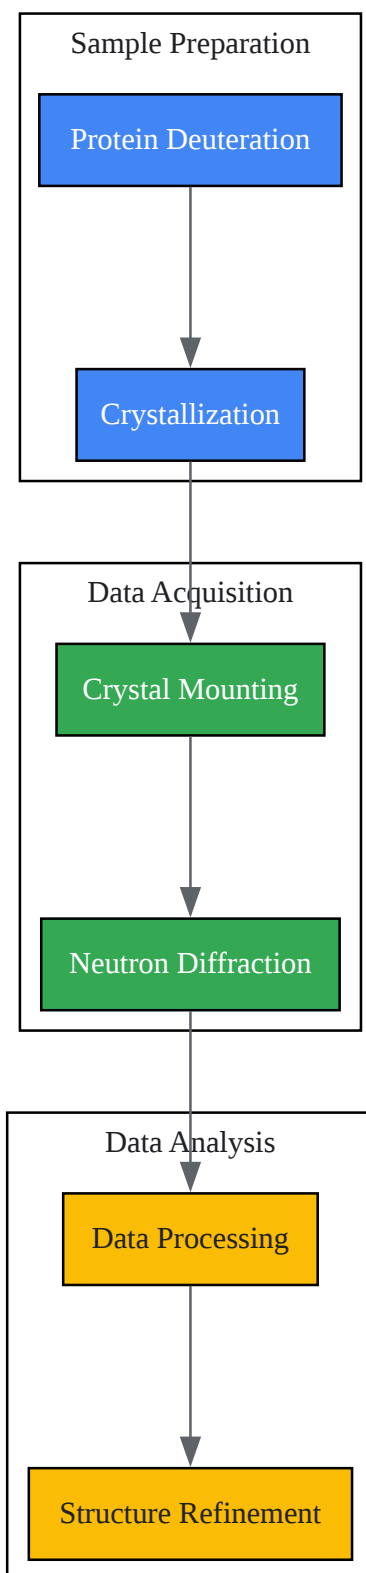 Sample Preparation
Protein Deuteration
Crystallization
Data Acquisition
Crystal Mounting
Neutron Diffraction
Data Analysis
Data Processing
Structure Refinement